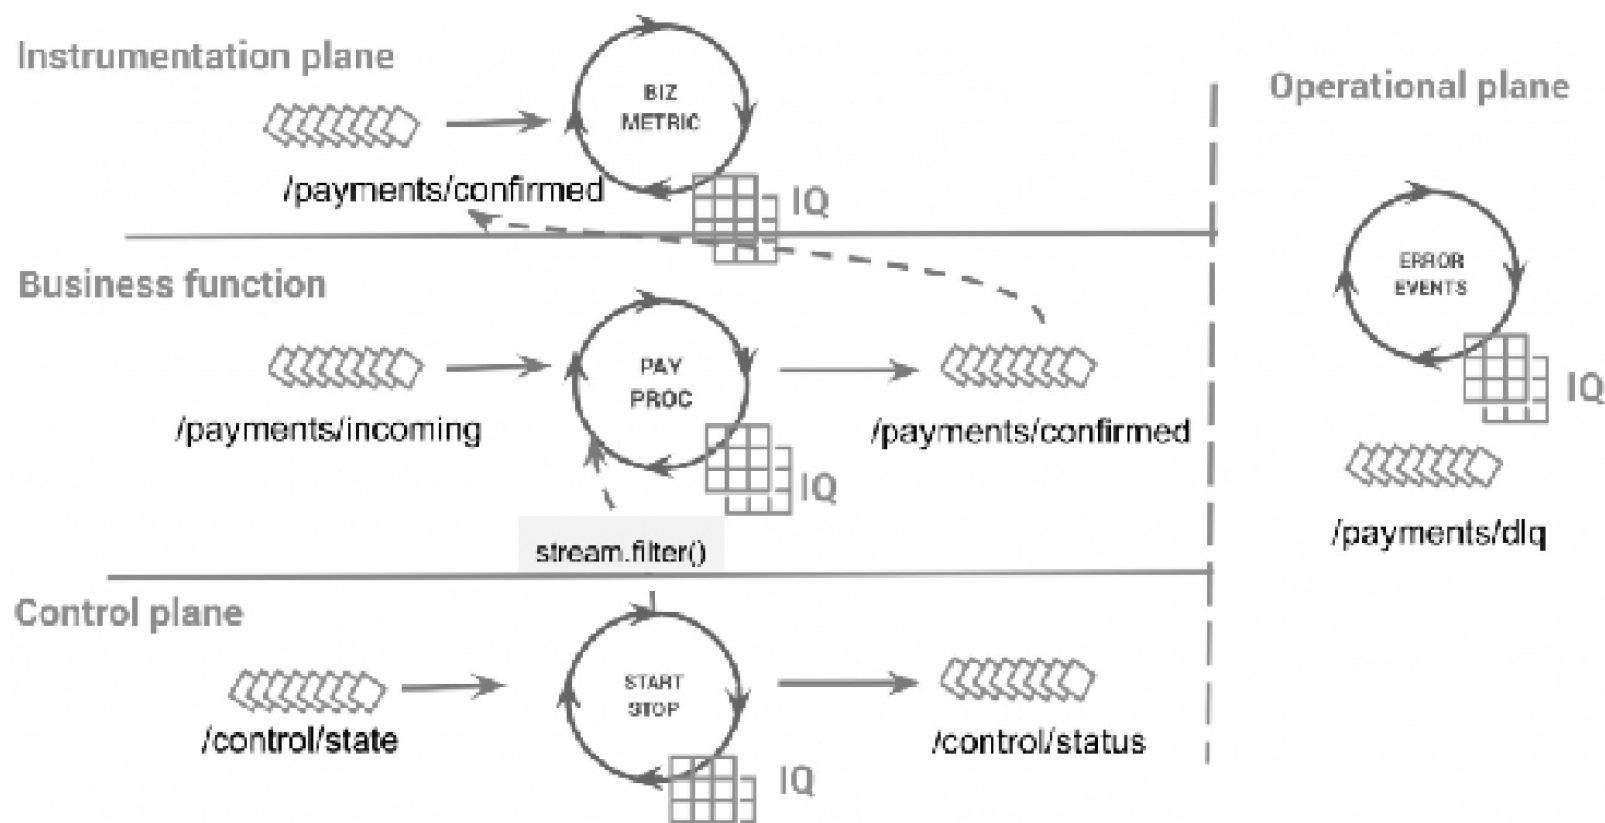 Instrumentation plane
BIZ
METRIC
/payments/confirmed
IQ
Business function
PAY
PROC
/payments/incoming
/payments/confirmed
IQ
stream.filter()
Control plane
START
STOP
/control/state
/control/status
IQ
Operational plane
ERROR
EVENTS
IQ
/payments/dlq